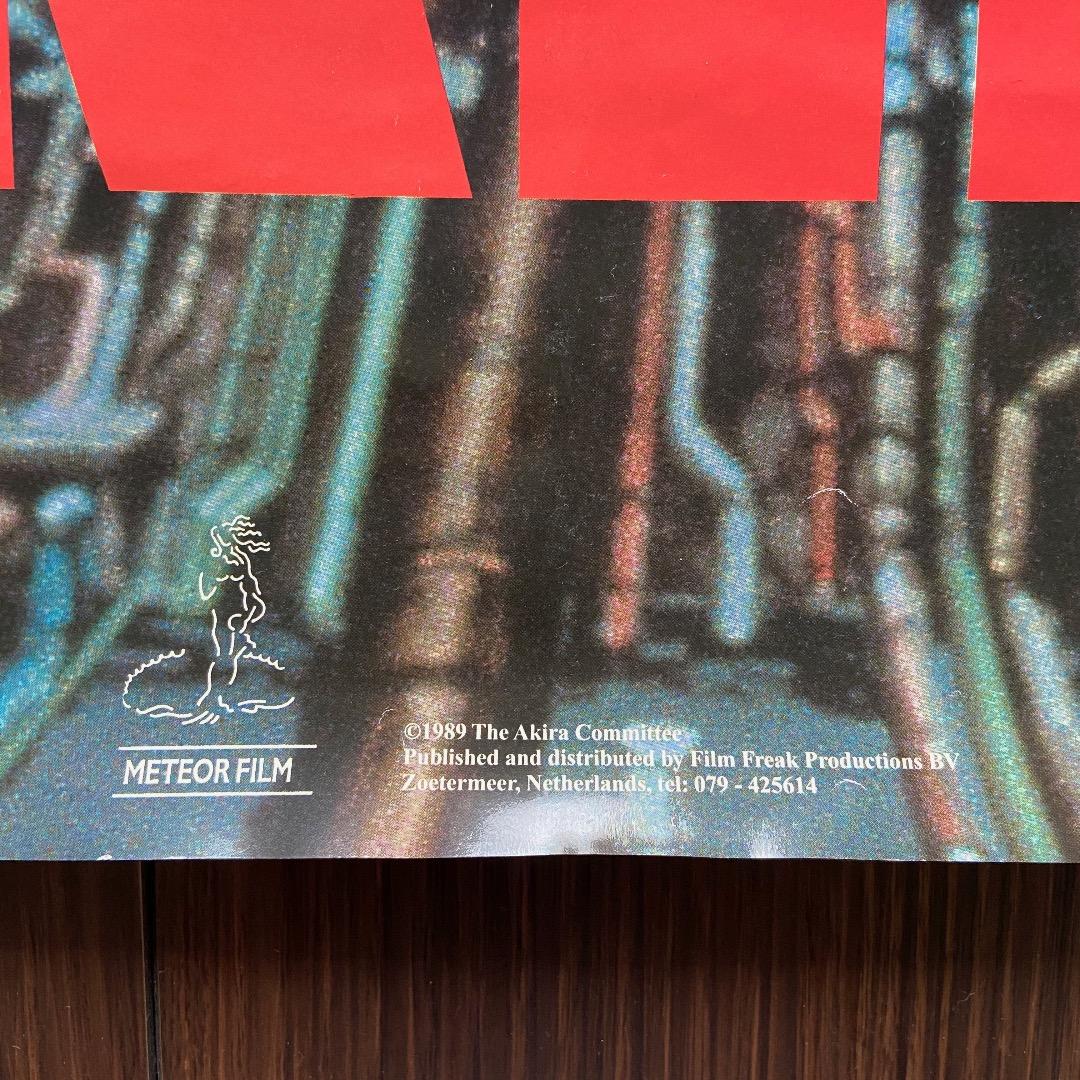 METEOR FILM
©1989 The Akira Committee
Published and distributed by Film Freak Productions BV
Zoetermeer, Netherlands, tel: 079 - 425614